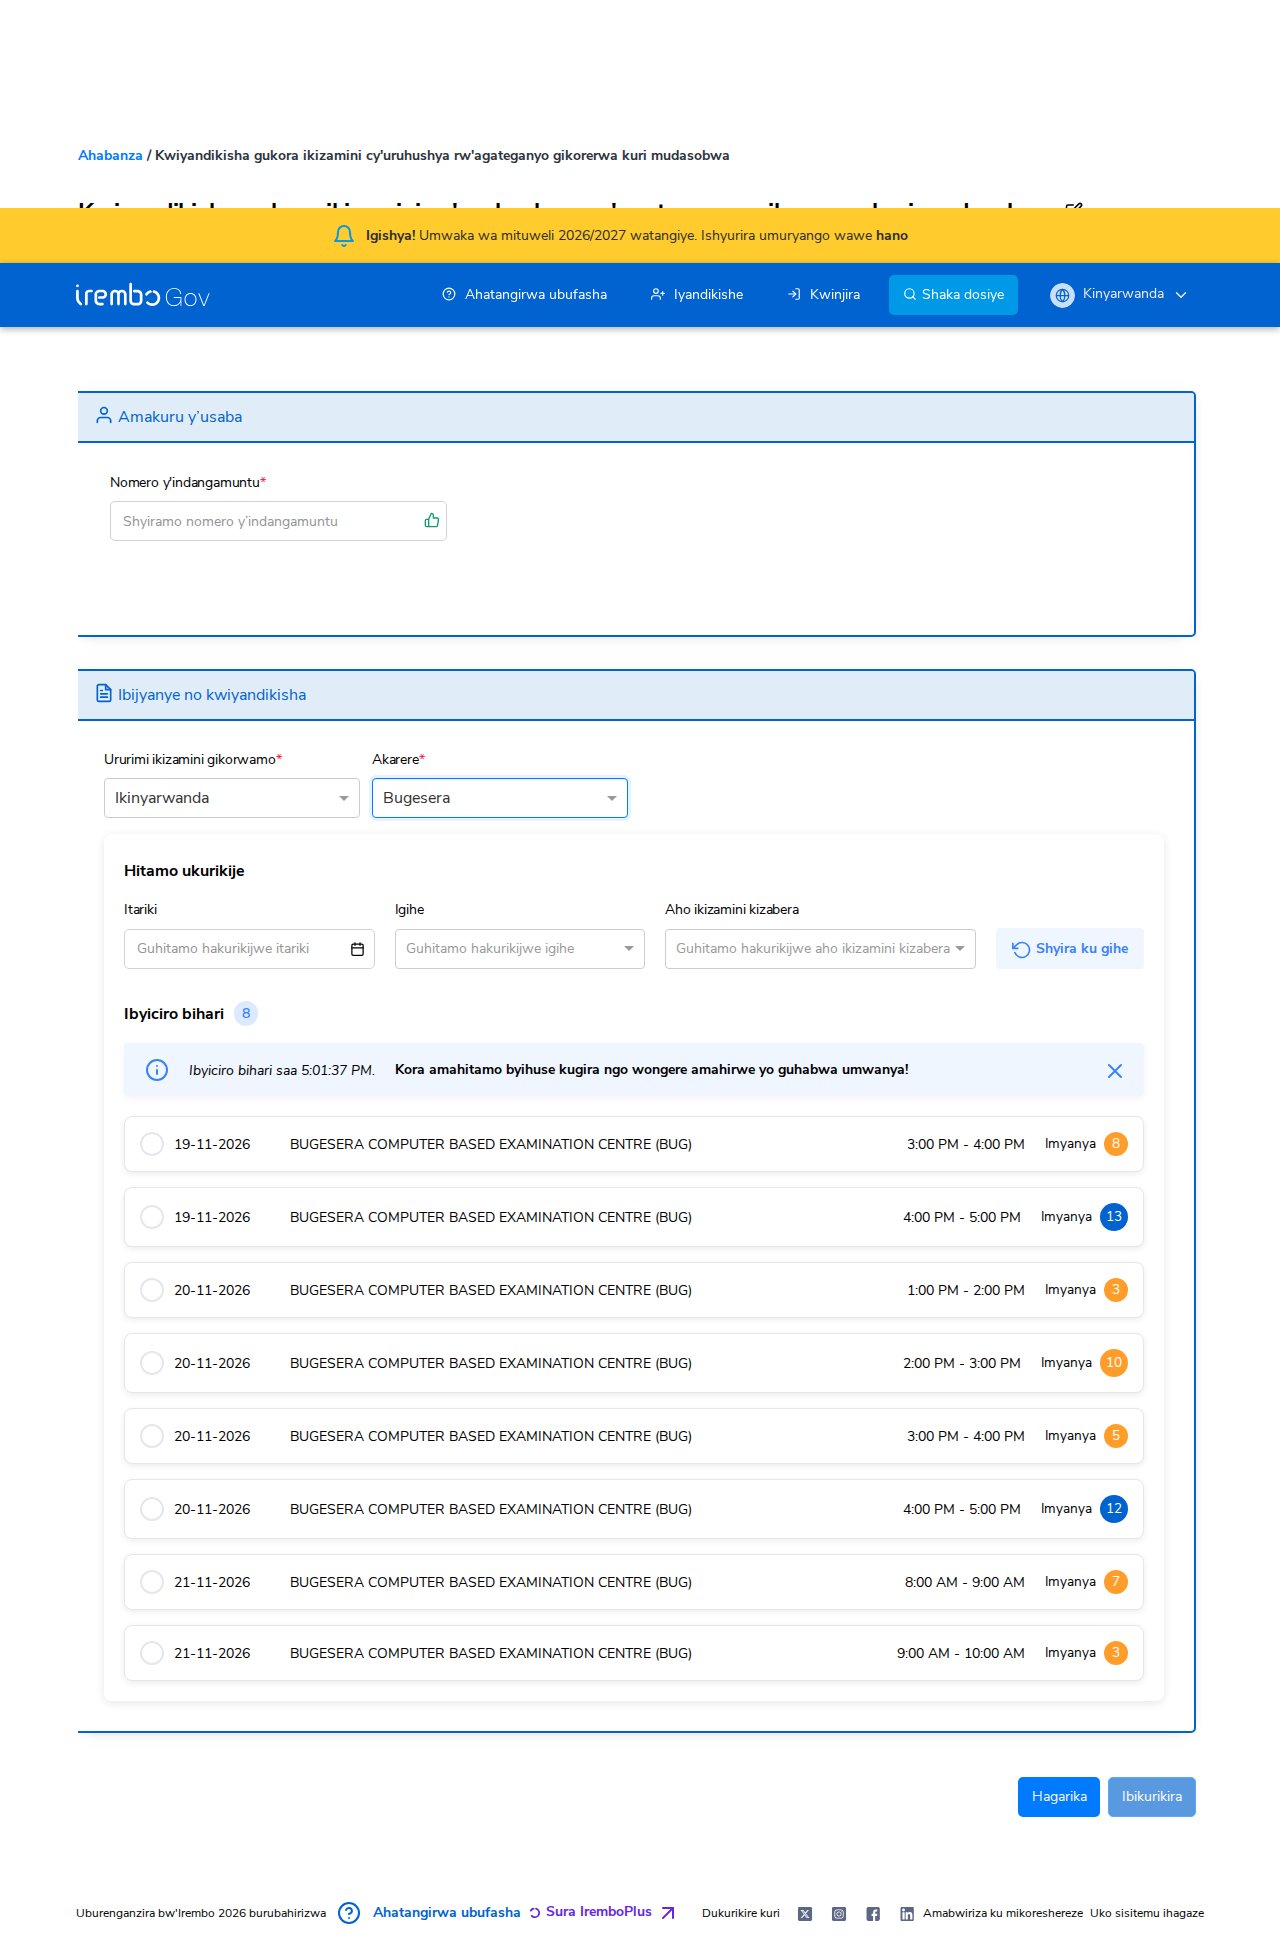 Ahabanza / Kwiyandikisha gukora ikizamini cy'uruhushya rw'agateganyo gikorerwa kuri mudasobwa
Igishya! Umwaka wa mituweli 2026/2027 watangiye. Ishyurira umuryango wawe hano
irembo Gov
Ahatangirwa ubufasha
Iyandikishe
Kwinjira
Shaka dosiye
Kinyarwanda
Amakuru y’usaba
Nomero y'indangamuntu*
Shyiramo nomero y’indangamuntu
Ibijyanye no kwiyandikisha
Ururimi ikizamini gikorwamo*
Akarere*
Ikinyarwanda
Bugesera
Hitamo ukurikije
Itariki
Igihe
Aho ikizamini kizabera
Guhitamo hakurikijwe itariki
Guhitamo hakurikijwe igihe
Guhitamo hakurikijwe aho ikizamini kizabera
Shyira ku gihe
Ibyiciro bihari 8
Ibyiciro bihari saa 5:01:37 PM. Kora amahitamo byihuse kugira ngo wongere amahirwe yo guhabwa umwanya!
19-11-2026 BUGESERA COMPUTER BASED EXAMINATION CENTRE (BUG) 3:00 PM - 4:00 PM Imyanya 8
19-11-2026 BUGESERA COMPUTER BASED EXAMINATION CENTRE (BUG) 4:00 PM - 5:00 PM Imyanya 13
20-11-2026 BUGESERA COMPUTER BASED EXAMINATION CENTRE (BUG) 1:00 PM - 2:00 PM Imyanya 3
20-11-2026 BUGESERA COMPUTER BASED EXAMINATION CENTRE (BUG) 2:00 PM - 3:00 PM Imyanya 10
20-11-2026 BUGESERA COMPUTER BASED EXAMINATION CENTRE (BUG) 3:00 PM - 4:00 PM Imyanya 5
20-11-2026 BUGESERA COMPUTER BASED EXAMINATION CENTRE (BUG) 4:00 PM - 5:00 PM Imyanya 12
21-11-2026 BUGESERA COMPUTER BASED EXAMINATION CENTRE (BUG) 8:00 AM - 9:00 AM Imyanya 7
21-11-2026 BUGESERA COMPUTER BASED EXAMINATION CENTRE (BUG) 9:00 AM - 10:00 AM Imyanya 3
Hagarika
Ibikurikira
Uburenganzira bw'Irembo 2026 burubahirizwa
Ahatangirwa ubufasha
Sura IremboPlus
Dukurikire kuri
Amabwiriza ku mikoreshereze
Uko sisitemu ihagaze